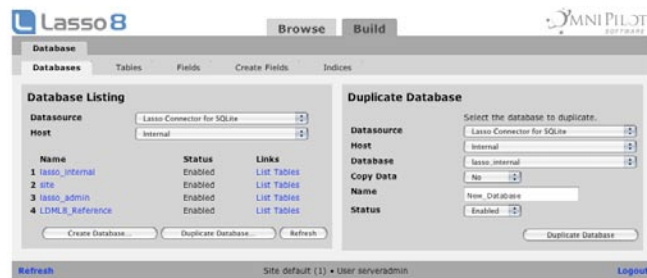 Lasso 8
Browse
Build
OMNIPILOT
SOFTWARE
Database
Databases
Tables
Fields
Create Fields
Indices
Database Listing
Datasource
Lasso Connector for SQLite
Host
Internal
Name
Status
Links
1 lasso_internal
Enabled
List Tables
2 site
Enabled
List Tables
3 lasso_admin
Enabled
List Tables
4 LDML8_Reference
Enabled
List Tables
Create Database...
Duplicate Database...
Refresh
Duplicate Database
Select the database to duplicate.
Datasource
Lasso Connector for SQLite
Host
Internal
Database
lasso_internal
Copy Data
No
Name
New_Database
Status
Enabled
Duplicate Database
Refresh
Site default (1) • User serveradmin
Logout